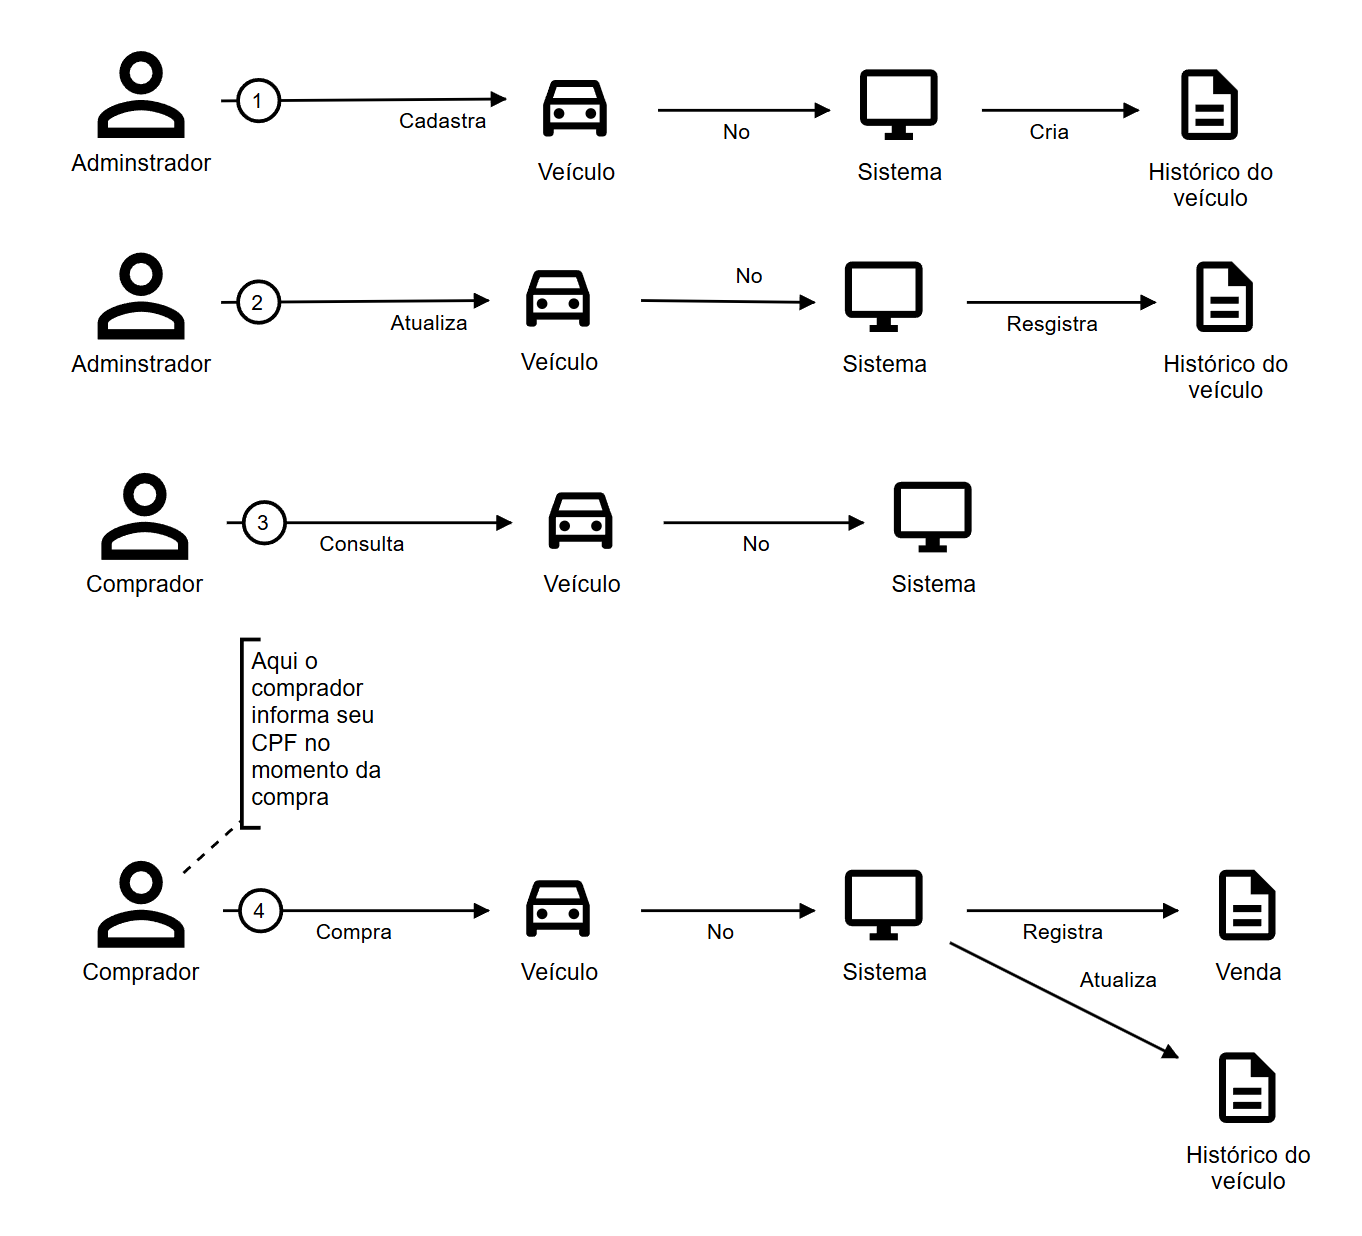 1
Cadastra
Adminstrador
Veículo
No
Sistema
Cria
Histórico do
veículo
2
Atualiza
Adminstrador
Veículo
No
Sistema
Resgistra
Histórico do
veículo
3
Consulta
Comprador
Veículo
No
Sistema
Aqui o
comprador
informa seu
CPF no
momento da
compra
4
Compra
Comprador
Veículo
No
Sistema
Registra
Venda
Atualiza
Histórico do
veículo